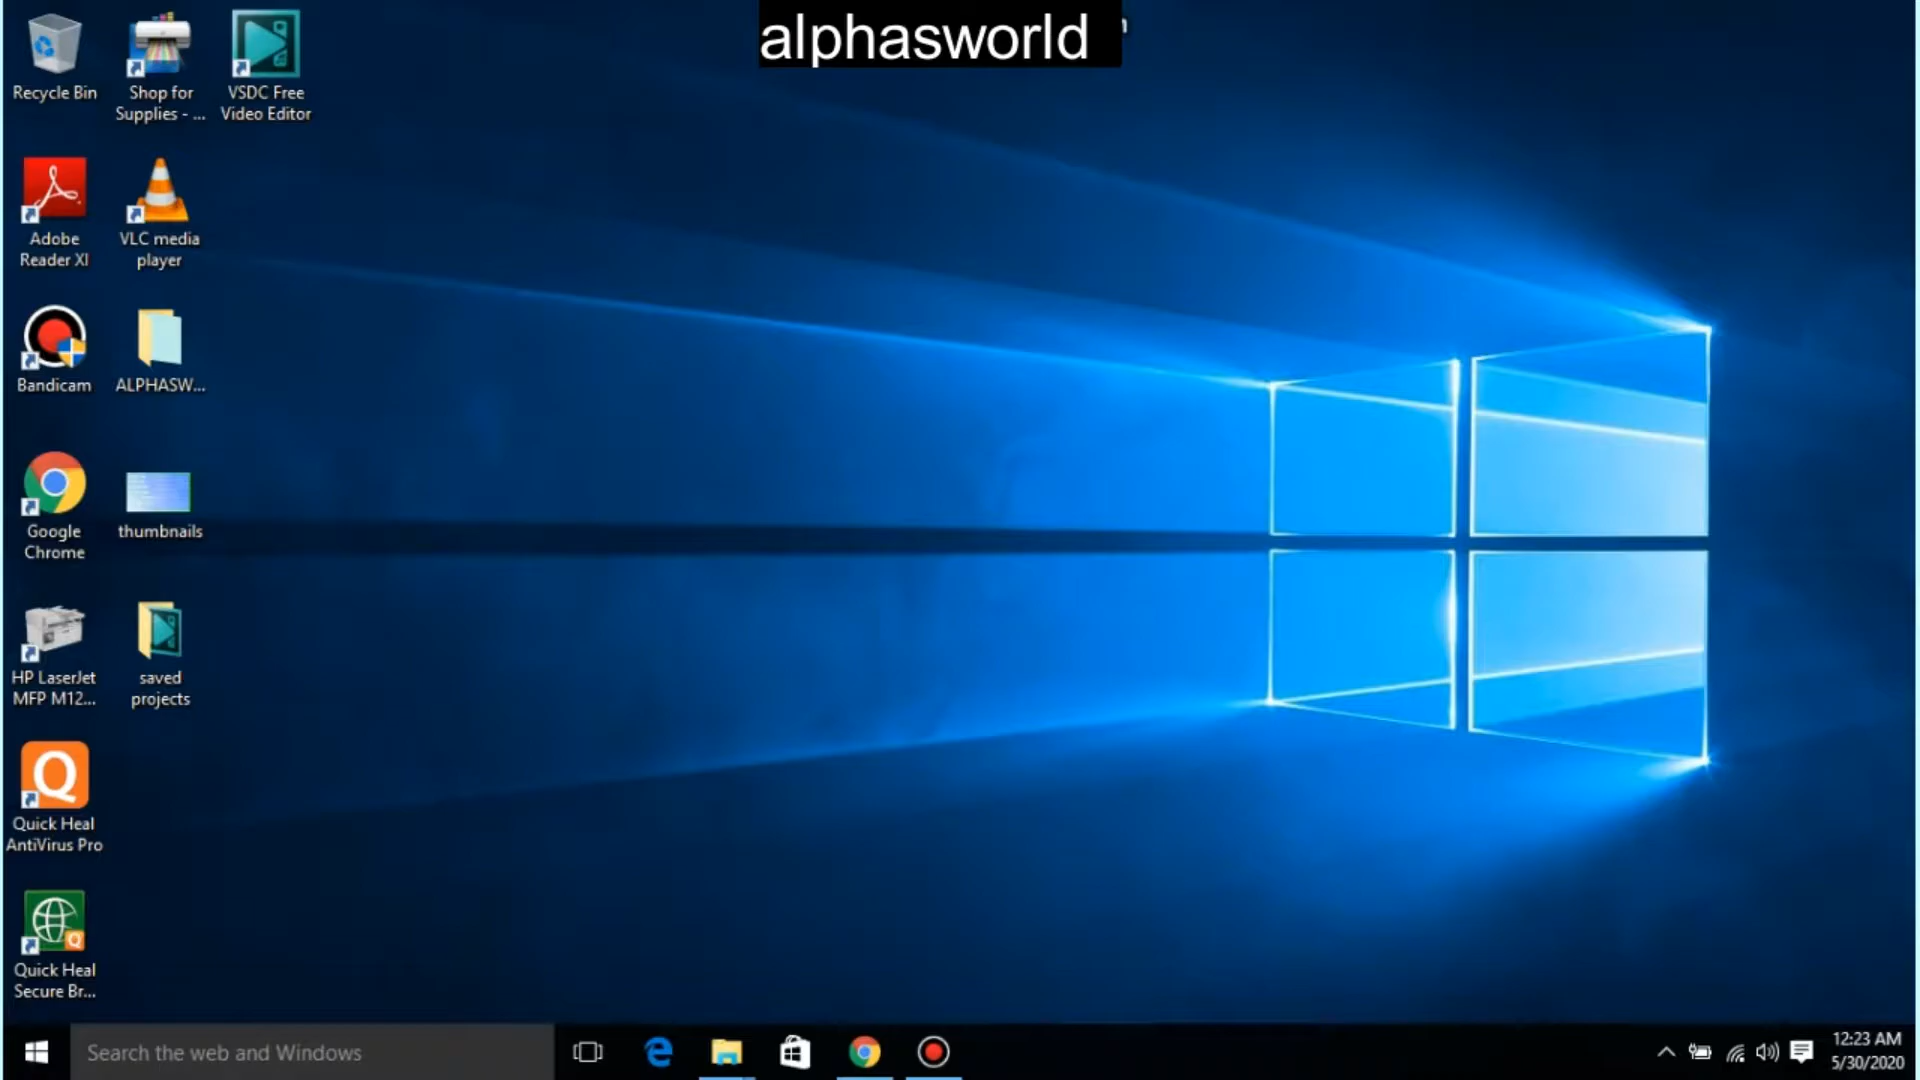 alphasworld
Recycle Bin
Shop for
Supplies - ...
VSDC Free
Video Editor
Adobe
Reader XI
VLC media
player
Bandicam
ALPHASW...
Google
Chrome
thumbnails
HP LaserJet
MFP M12...
saved
projects
Quick Heal
AntiVirus Pro
Quick Heal
Secure Br...
Search the web and Windows
12:23 AM
5/30/2020